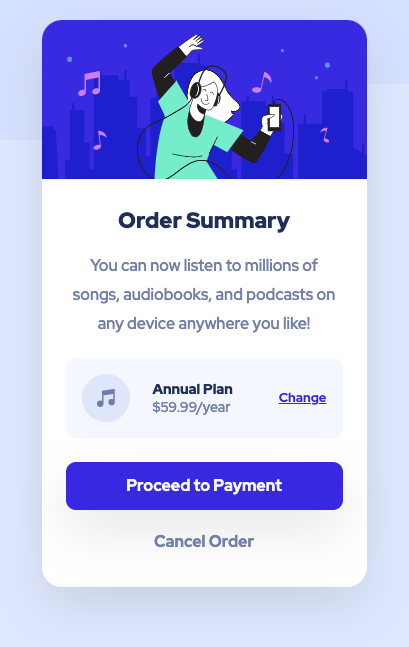 Order Summary
You can now listen to millions of
songs, audiobooks, and podcasts on
any device anywhere you like!
Annual Plan
$59.99/year
Change
Proceed to Payment
Cancel Order